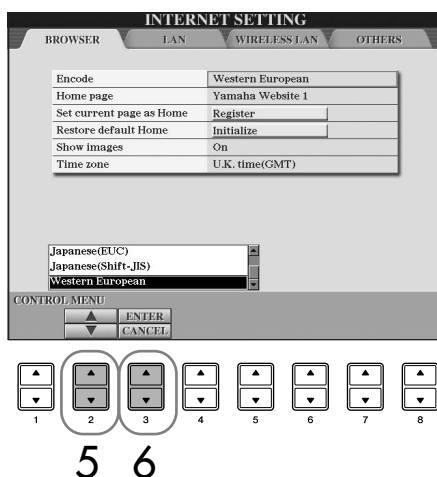 INTERNET SETTING
BROWSER LAN WIRELESS LAN OTHERS
Encode Western European
Home page Yamaha Website 1
Set current page as Home Register
Restore default Home Initialize
Show images On
Time zone U.K. time(GMT)
Japanese(EUC)
Japanese(Shift-JIS)
Western European
CONTROL MENU
ENTER
CANCEL
1 2 3 4 5 6 7 8
5 6